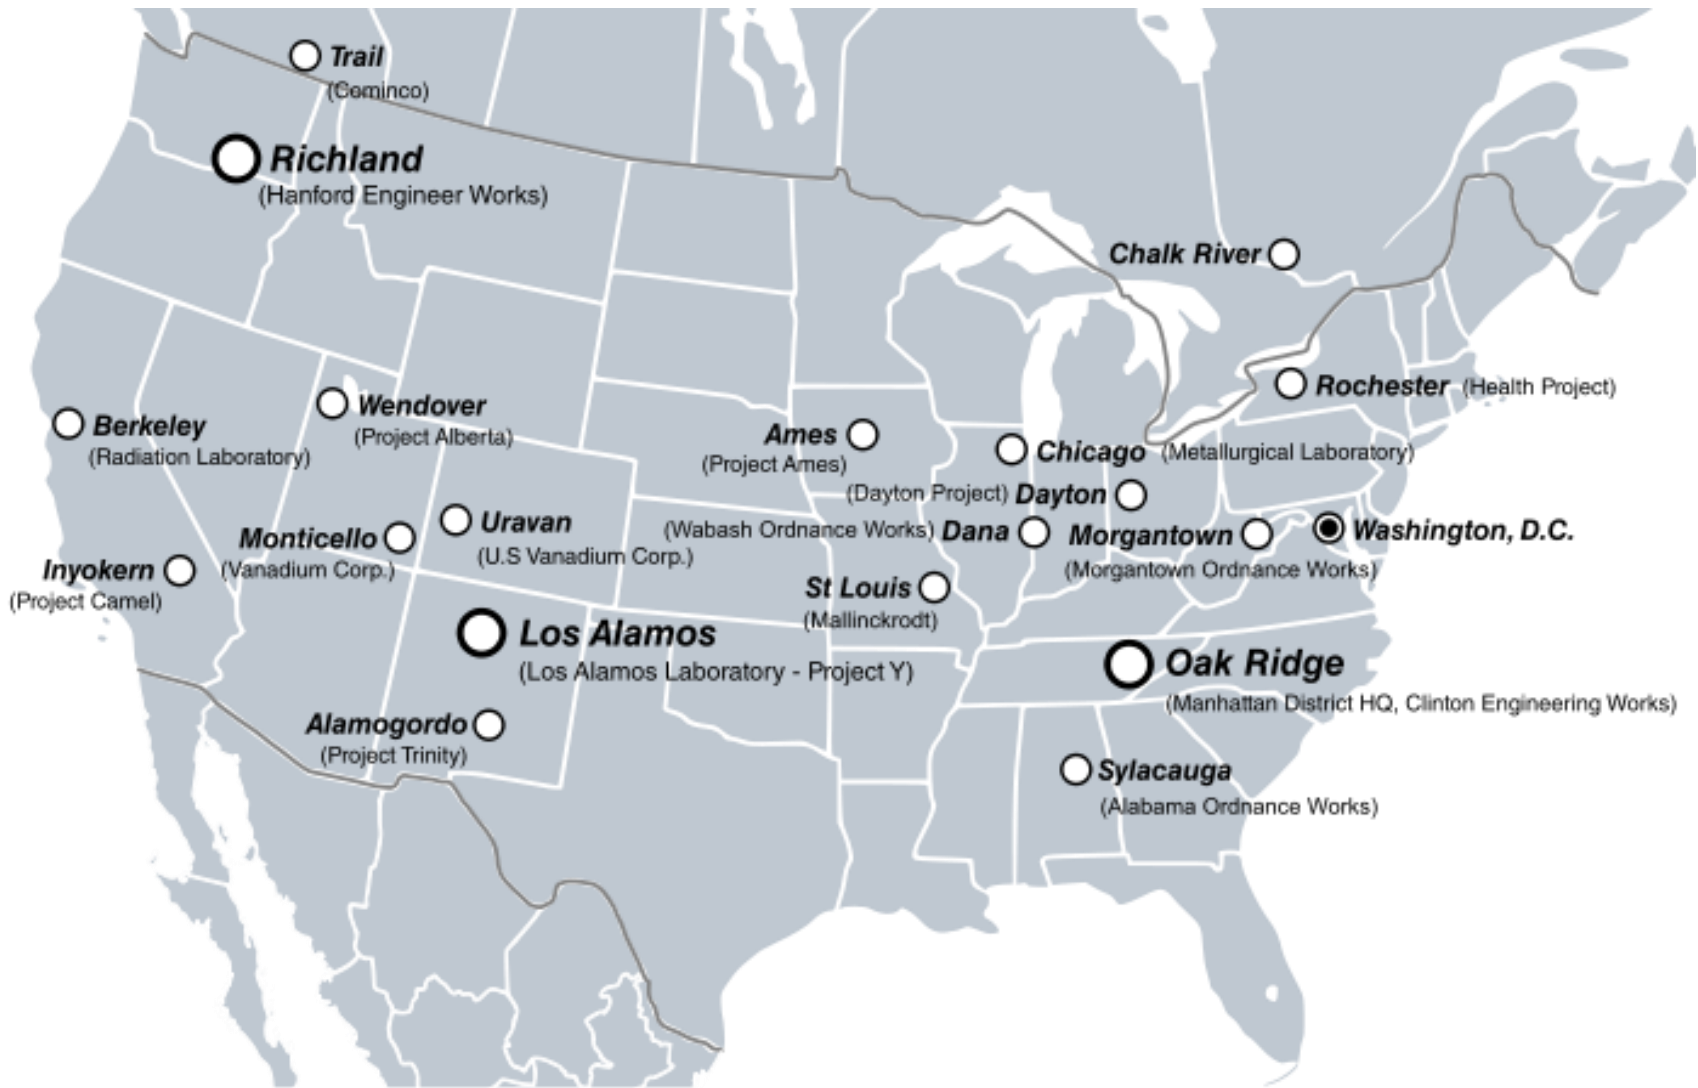 Trail
(Cominco)
Richland
(Hanford Engineer Works)
Chalk River
Rochester (Health Project)
Berkeley
(Radiation Laboratory)
Wendover
(Project Alberta)
Ames
(Project Ames)
Chicago (Metallurgical Laboratory)
(Dayton Project) Dayton
Uravan
(U.S Vanadium Corp.)
Monticello
(Vanadium Corp.)
(Wabash Ordnance Works) Dana
Morgantown
(Morgantown Ordnance Works)
Washington, D.C.
Inyokern
(Project Camel)
St Louis
(Mallinckrodt)
Los Alamos
(Los Alamos Laboratory - Project Y)
Oak Ridge
(Manhattan District HQ, Clinton Engineering Works)
Alamogordo
(Project Trinity)
Sylacauga
(Alabama Ordnance Works)